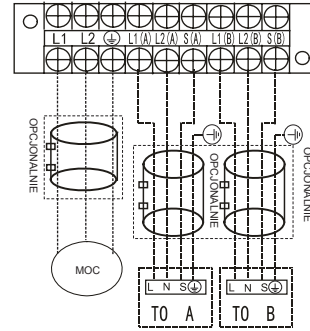 L1 L2 L1(A) L2(A) S(A) L1(B) L2(B) S(B)
OPCJONALNIE
OPCJONALNIE
OPCJONALNIE
MOC
L N S
L N S
TO A
TO B